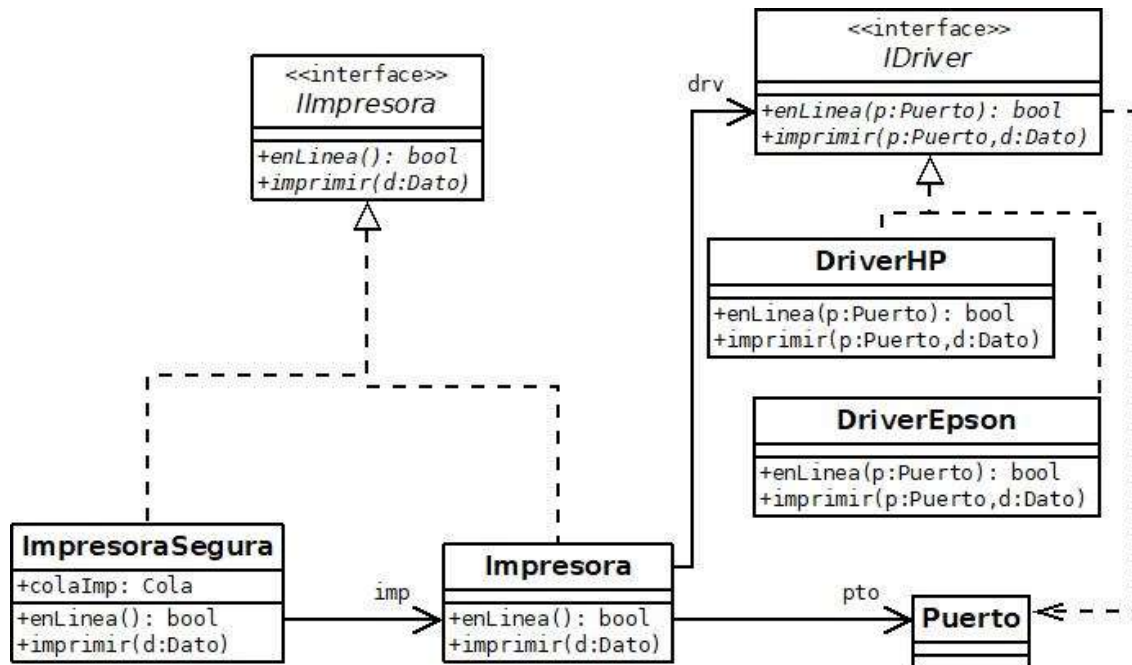 <<interface>>
IImpresora
+enLinea(): bool
+imprimir(d:Dato)
drv
<<interface>>
IDriver
+enLinea(p:Puerto): bool
+imprimir(p:Puerto,d:Dato)
DriverHP
+enLinea(p:Puerto): bool
+imprimir(p:Puerto,d:Dato)
DriverEpson
+enLinea(p:Puerto): bool
+imprimir(p:Puerto,d:Dato)
ImpresoraSegura
+colaImp: Cola
+enLinea(): bool
+imprimir(d:Dato)
imp
Impresora
+enLinea(): bool
+imprimir(d:Dato)
pto
Puerto